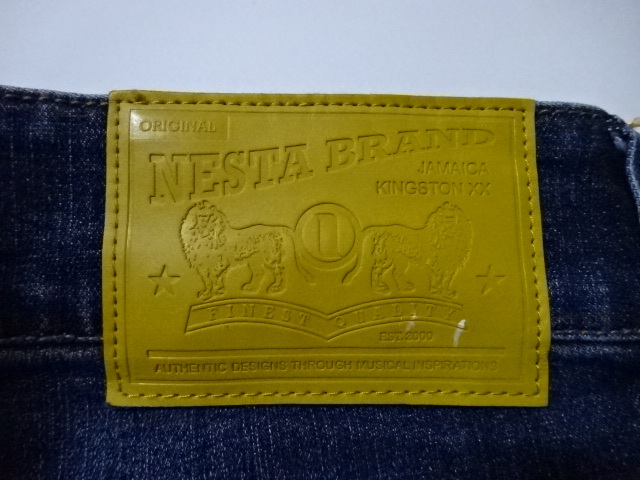 ORIGINAL
NESTA BRAND
JAMAICA
KINGSTON XX
n
FINEST QUALITY
EST.2000
AUTHENTIC DESIGNS THROUGH MUSICAL INSPIRATIONS